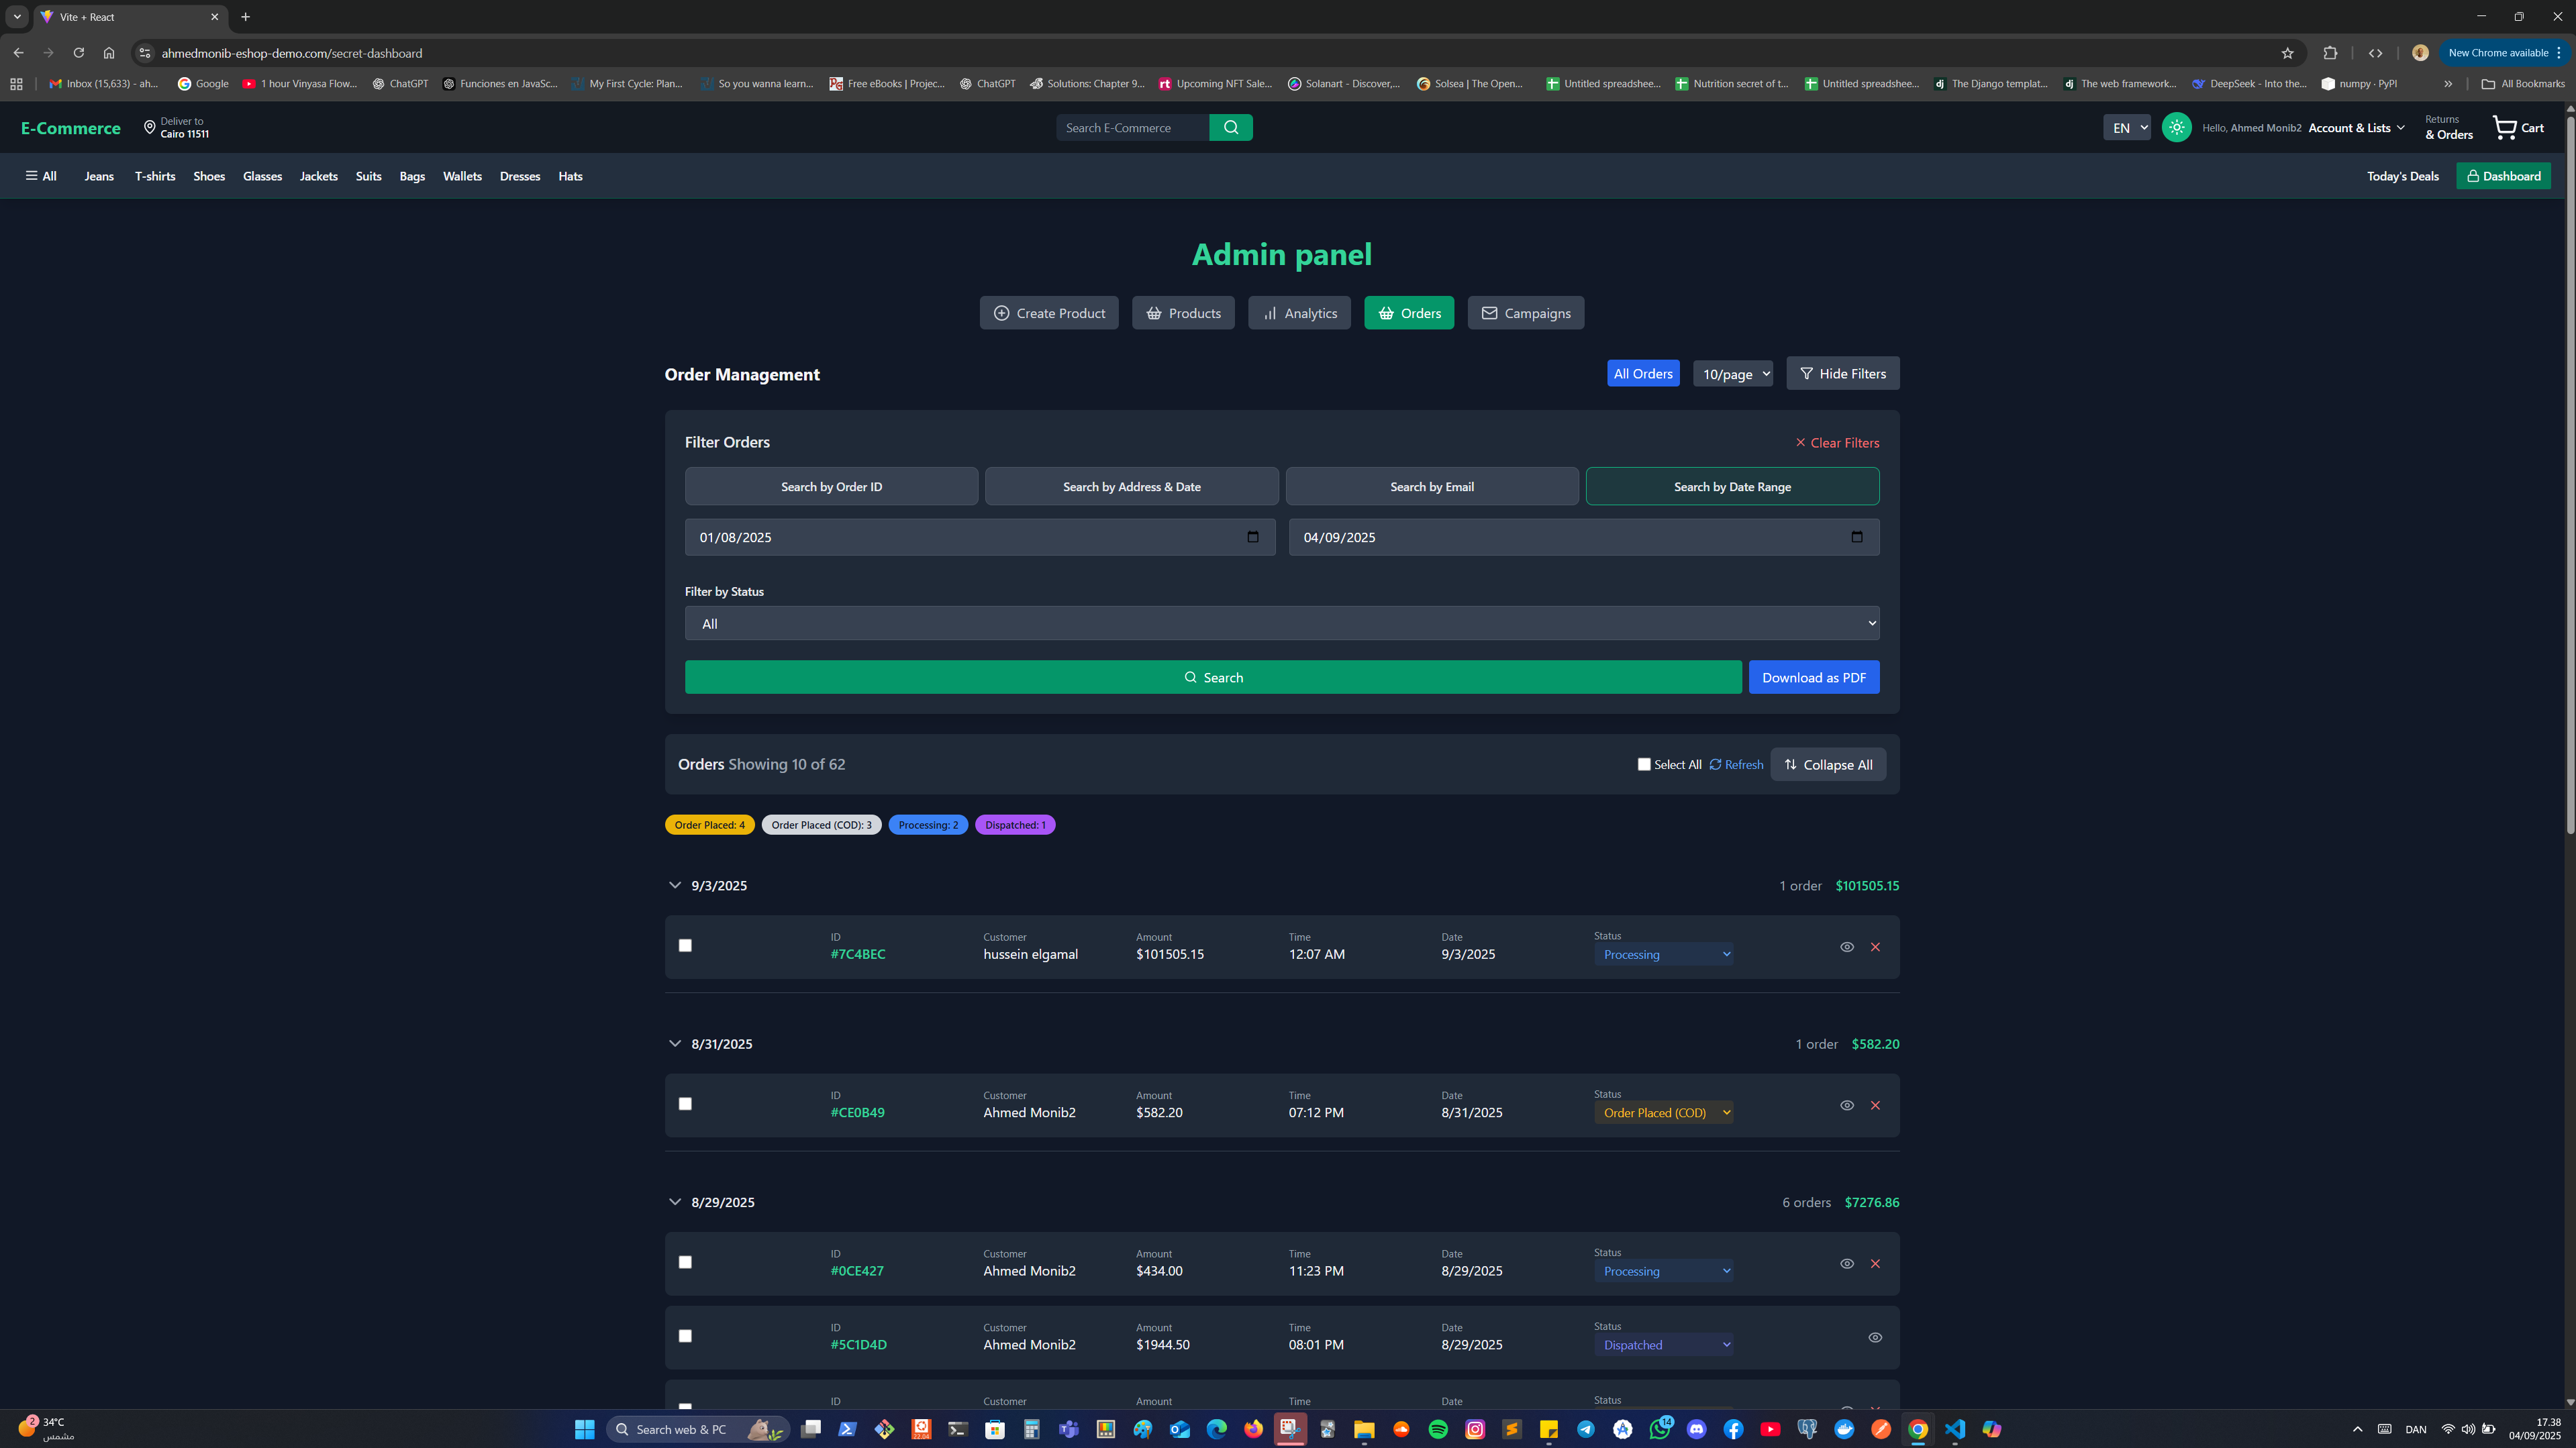 Vite + React
ahmedmonib-eshop-demo.com/secret-dashboard
New Chrome available
Inbox (15,633) - ah...
Google
1 hour Vinyasa Flow...
ChatGPT
Funciones en JavaSc...
My First Cycle: Plan...
So you wanna learn...
Free eBooks | Projec...
ChatGPT
Solutions: Chapter 9...
Upcoming NFT Sale...
Solanart - Discover,...
Solsea | The Open...
Untitled spreadshee...
Nutrition secret of t...
Untitled spreadshee...
The Django templat...
The web framework...
DeepSeek - Into the...
numpy · PyPI
All Bookmarks
E-Commerce
Deliver to
Cairo 11511
Search E-Commerce
EN
Hello, Ahmed Monib2
Account & Lists
Returns
& Orders
Cart
All
Jeans
T-shirts
Shoes
Glasses
Jackets
Suits
Bags
Wallets
Dresses
Hats
Today's Deals
Dashboard
Admin panel
Create Product
Products
Analytics
Orders
Campaigns
Order Management
All Orders
10/page
Hide Filters
Filter Orders
Clear Filters
Search by Order ID
Search by Address & Date
Search by Email
Search by Date Range
01/08/2025
04/09/2025
Filter by Status
All
Search
Download as PDF
Orders Showing 10 of 62
Select All
Refresh
Collapse All
Order Placed: 4
Order Placed (COD): 3
Processing: 2
Dispatched: 1
9/3/2025
1 order $101505.15
ID Customer Amount Time Date Status
#7C4BEC hussein elgamal $101505.15 12:07 AM 9/3/2025 Processing
8/31/2025
1 order $582.20
ID Customer Amount Time Date Status
#CE0B49 Ahmed Monib2 $582.20 07:12 PM 8/31/2025 Order Placed (COD)
8/29/2025
6 orders $7276.86
ID Customer Amount Time Date Status
#0CE427 Ahmed Monib2 $434.00 11:23 PM 8/29/2025 Processing
ID Customer Amount Time Date Status
#5C1D4D Ahmed Monib2 $1944.50 08:01 PM 8/29/2025 Dispatched
ID Customer Amount Time Date Status
2
34°C
مشمس
Search web & PC
22.04
14
DAN
17.38
04/09/2025